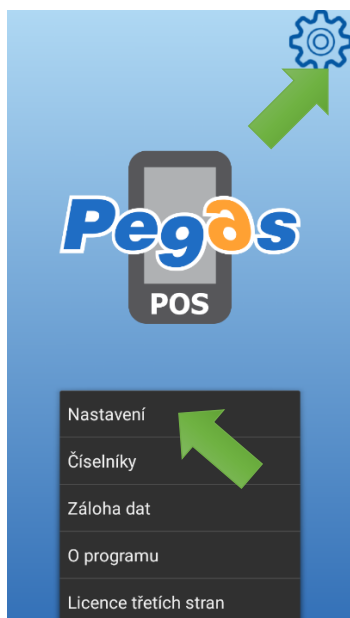 Pegas
POS
Nastavení
Číselníky
Záloha dat
O programu
Licence třetích stran